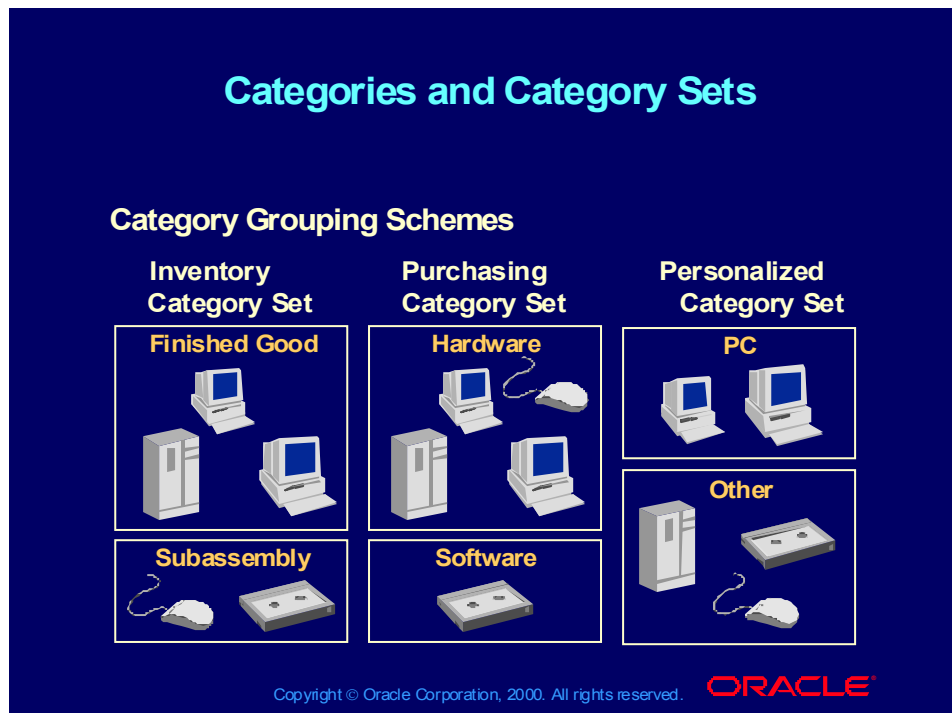 Categories and Category Sets
Category Grouping Schemes
Inventory
Category Set
Finished Good
Subassembly
Purchasing
Category Set
Hardware
Software
Personalized
Category Set
PC
Other
Copyright © Oracle Corporation, 2000. All rights reserved.
ORACLE®